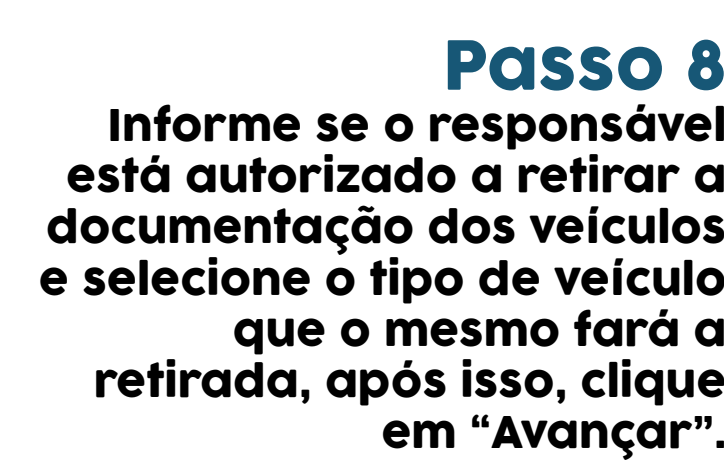 Passo 8
Informe se o responsável
está autorizado a retirar a
documentação dos veículos
e selecione o tipo de veículo
que o mesmo fará a
retirada, após isso, clique
em “Avançar”.